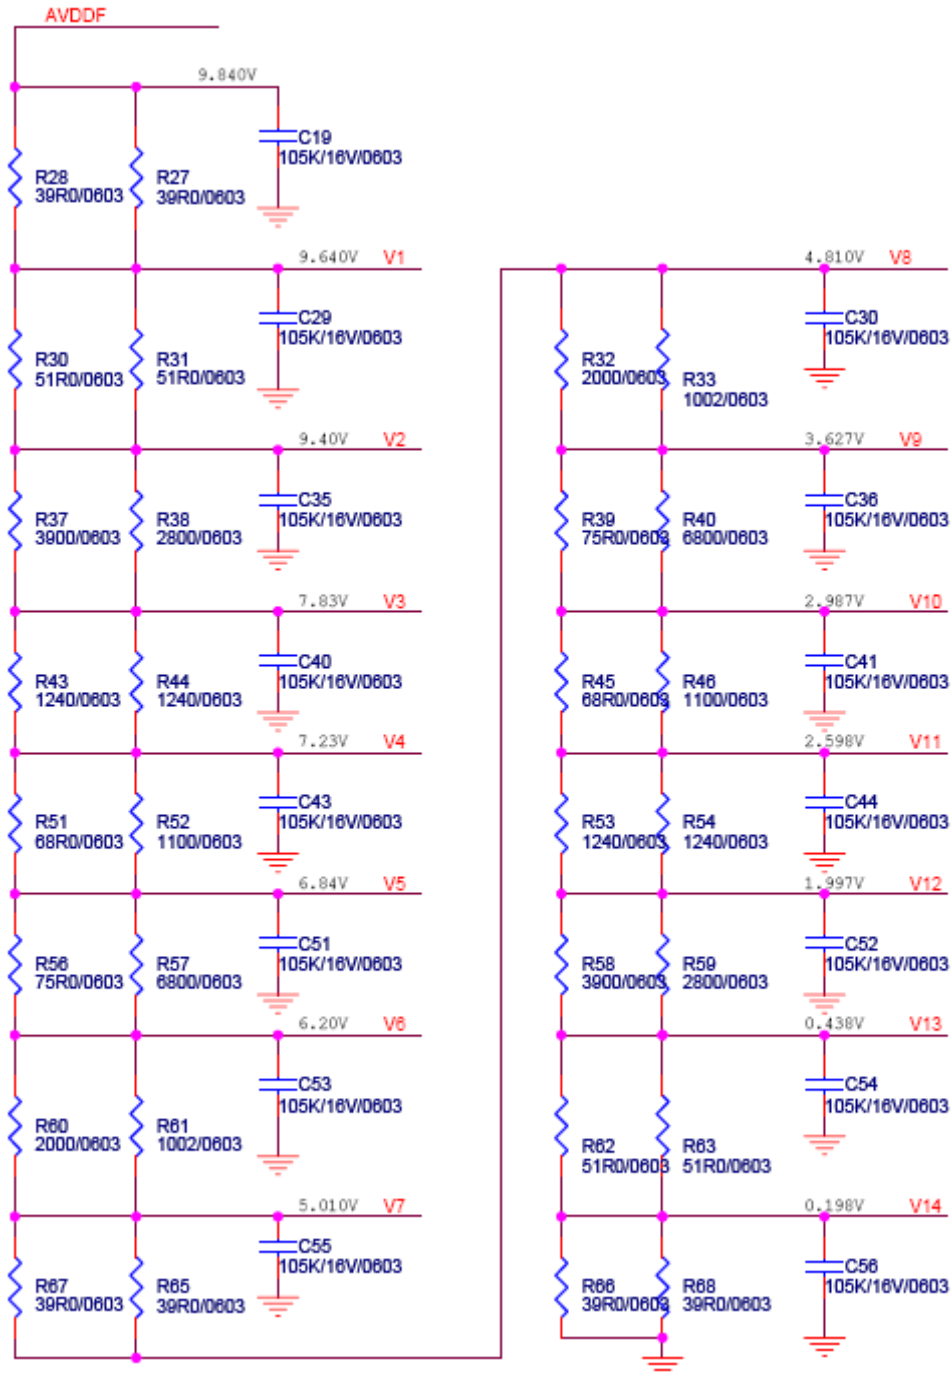 AVDDF
9.840V
C19
105K/16V/0603
R28
39R0/0603
R27
39R0/0603
9.640V V1
C29
105K/16V/0603
R30
51R0/0603
R31
51R0/0603
9.40V V2
C35
105K/16V/0603
R37
3900/0603
R38
2800/0603
7.83V V3
C40
105K/16V/0603
R43
1240/0603
R44
1240/0603
7.23V V4
C43
105K/16V/0603
R51
68R0/0603
R52
1100/0603
6.84V V5
C51
105K/16V/0603
R56
75R0/0603
R57
6800/0603
6.20V V6
C53
105K/16V/0603
R60
2000/0603
R61
1002/0603
5.010V V7
C55
105K/16V/0603
R67
39R0/0603
R65
39R0/0603
4.810V V8
C30
105K/16V/0603
R32
2000/0603
R33
1002/0603
3.627V V9
C36
105K/16V/0603
R39
75R0/0603
R40
6800/0603
2.987V V10
C41
105K/16V/0603
R45
68R0/0603
R46
1100/0603
2.598V V11
C44
105K/16V/0603
R53
1240/0603
R54
1240/0603
1.997V V12
C52
105K/16V/0603
R58
3900/0603
R59
2800/0603
0.438V V13
C54
105K/16V/0603
R62
51R0/0603
R63
51R0/0603
0.198V V14
C56
105K/16V/0603
R66
39R0/0603
R68
39R0/0603